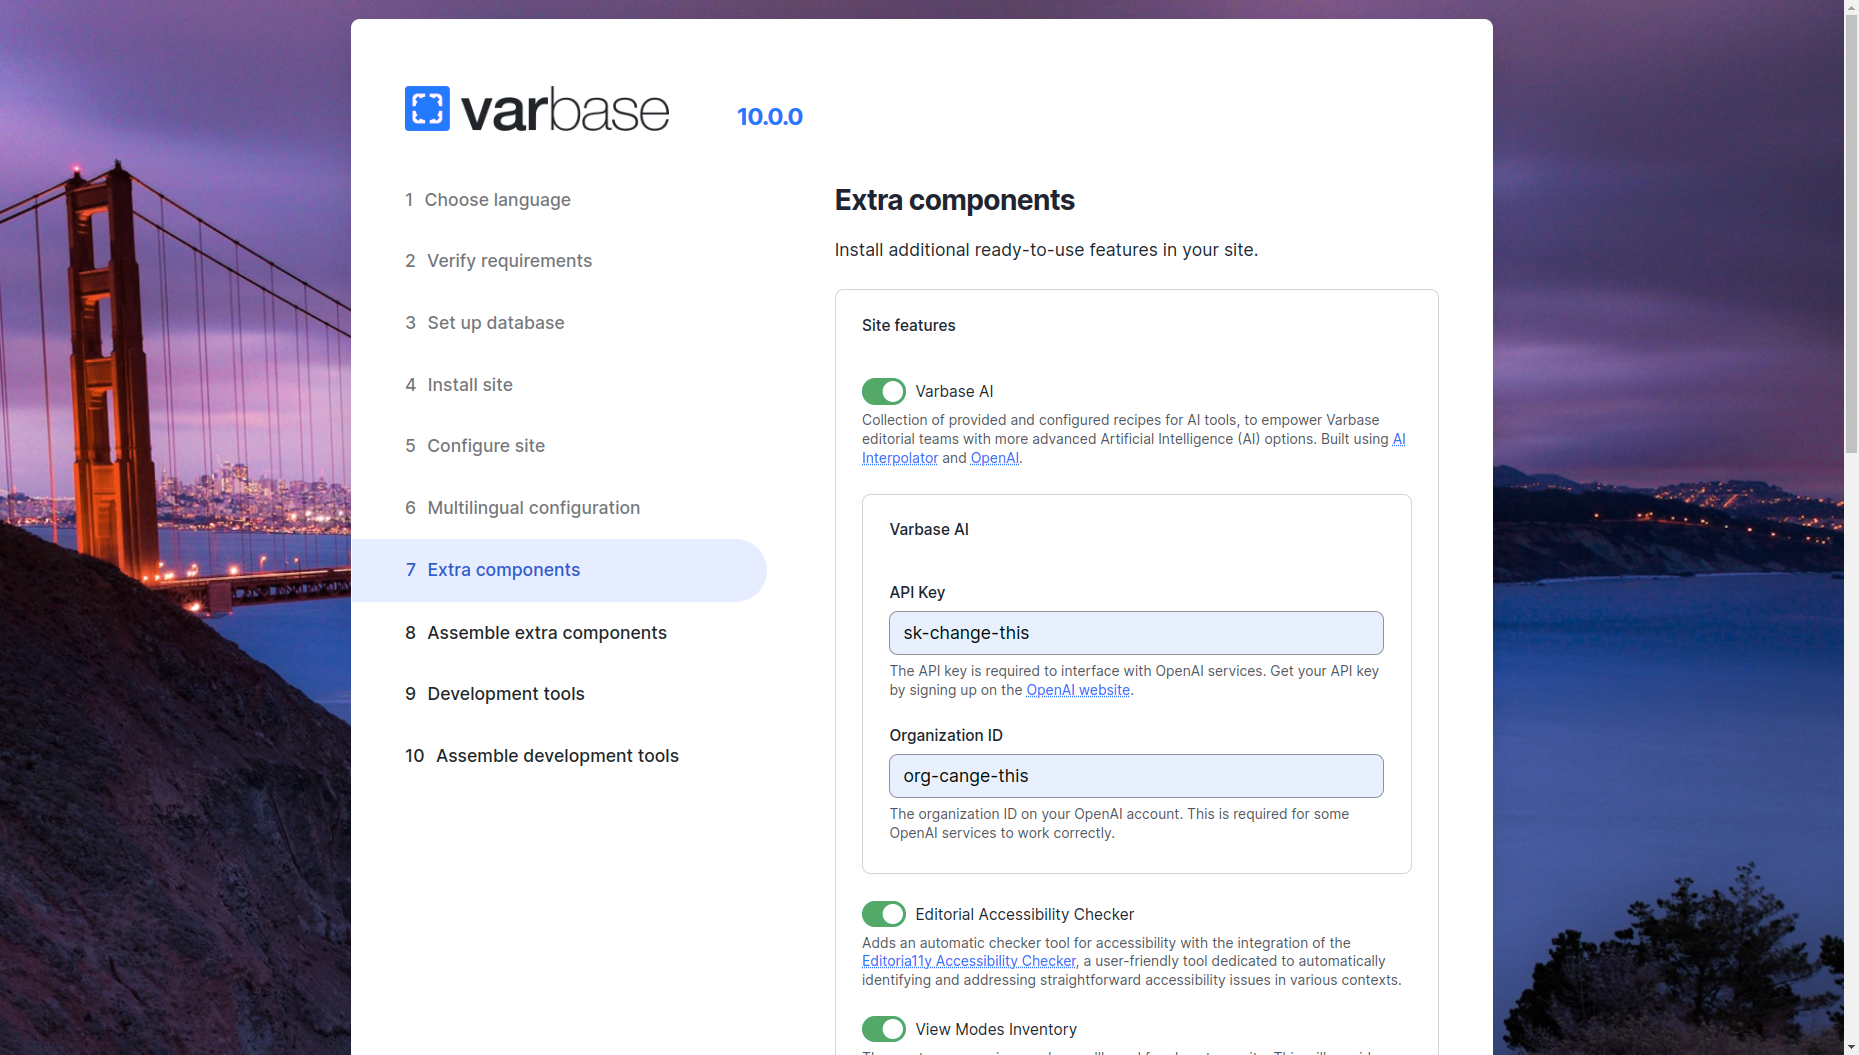 varbase
10.0.0
1 Choose language
2 Verify requirements
3 Set up database
4 Install site
5 Configure site
6 Multilingual configuration
7 Extra components
8 Assemble extra components
9 Development tools
10 Assemble development tools
Extra components
Install additional ready-to-use features in your site.
Site features
Varbase AI
Collection of provided and configured recipes for AI tools, to empower Varbase
editorial teams with more advanced Artificial Intelligence (AI) options. Built using AI
Interpolator and OpenAI.
Varbase AI
API Key
sk-change-this
The API key is required to interface with OpenAI services. Get your API key
by signing up on the OpenAI website.
Organization ID
org-cange-this
The organization ID on your OpenAI account. This is required for some
OpenAI services to work correctly.
Editorial Accessibility Checker
Adds an automatic checker tool for accessibility with the integration of the
Editoria11y Accessibility Checker, a user-friendly tool dedicated to automatically
identifying and addressing straightforward accessibility issues in various contexts.
View Modes Inventory